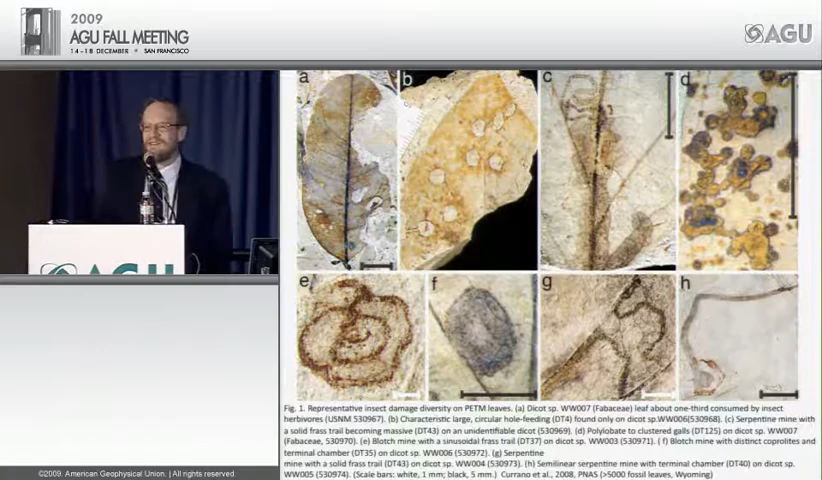 2009
AGU FALL MEETING
14-18 DECEMBER • SAN FRANCISCO
AGU
a
b
c
d
AGU
e
f
g
h
Fig. 1. Representative insect damage diversity on PETM leaves. (a) Dicot sp. WW007 (Fabaceae) leaf about one-third consumed by insect
herbivores (USNM 530967). (b) Characteristic large, circular hole-feeding (DT4) found only on dicot sp.WW006(530968). (c) Serpentine mine with
a solid frass trail becoming massive (DT43) on an unidentifiable dicot (530969). (d) Polylobate to clustered galls (DT125) on dicot sp. WW007
(Fabaceae, 530970). (e) Blotch mine with a sinusoidal frass trail (DT37) on dicot sp. WW003 (530971). ( f) Blotch mine with distinct coprolites and
terminal chamber (DT35) on dicot sp. WW006 (530972). (g) Serpentine
mine with a solid frass trail (DT43) on dicot sp. WW004 (530973). (h) Semilinear serpentine mine with terminal chamber (DT40) on dicot sp.
WW005 (530974). (Scale bars: white, 1 mm; black, 5 mm.) Currano et al., 2008, PNAS (>5000 fossil leaves, Wyoming)
©2009. American Geophysical Union. | All rights reserved.